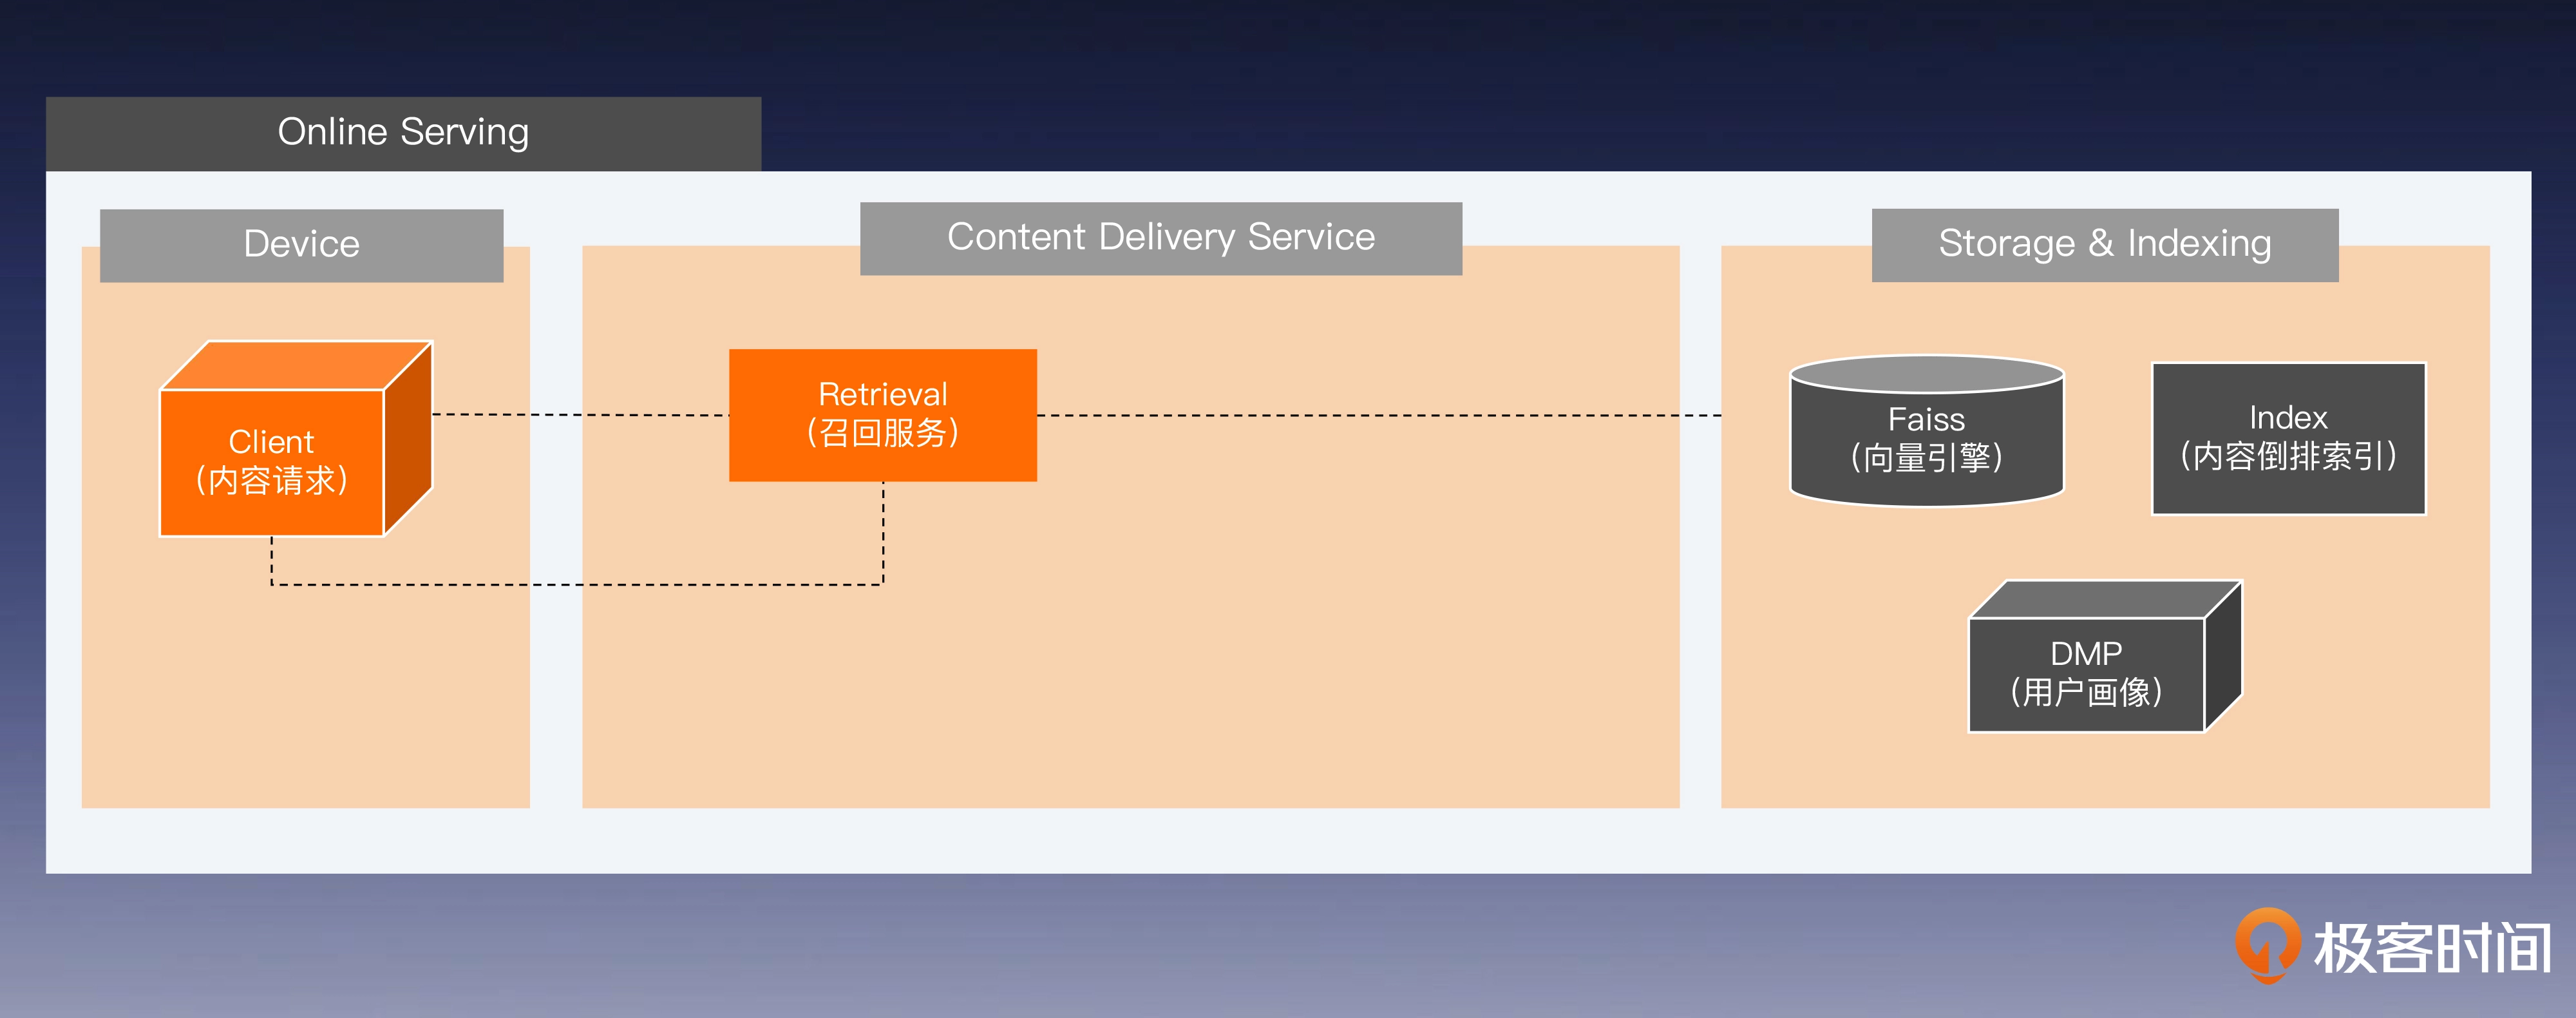 Online Serving
Device
Content Delivery Service
Storage & Indexing
Client
（内容请求）
Retrieval
（召回服务）
Faiss
（向量引擎）
Index
（内容倒排索引）
DMP
（用户画像）
极客时间